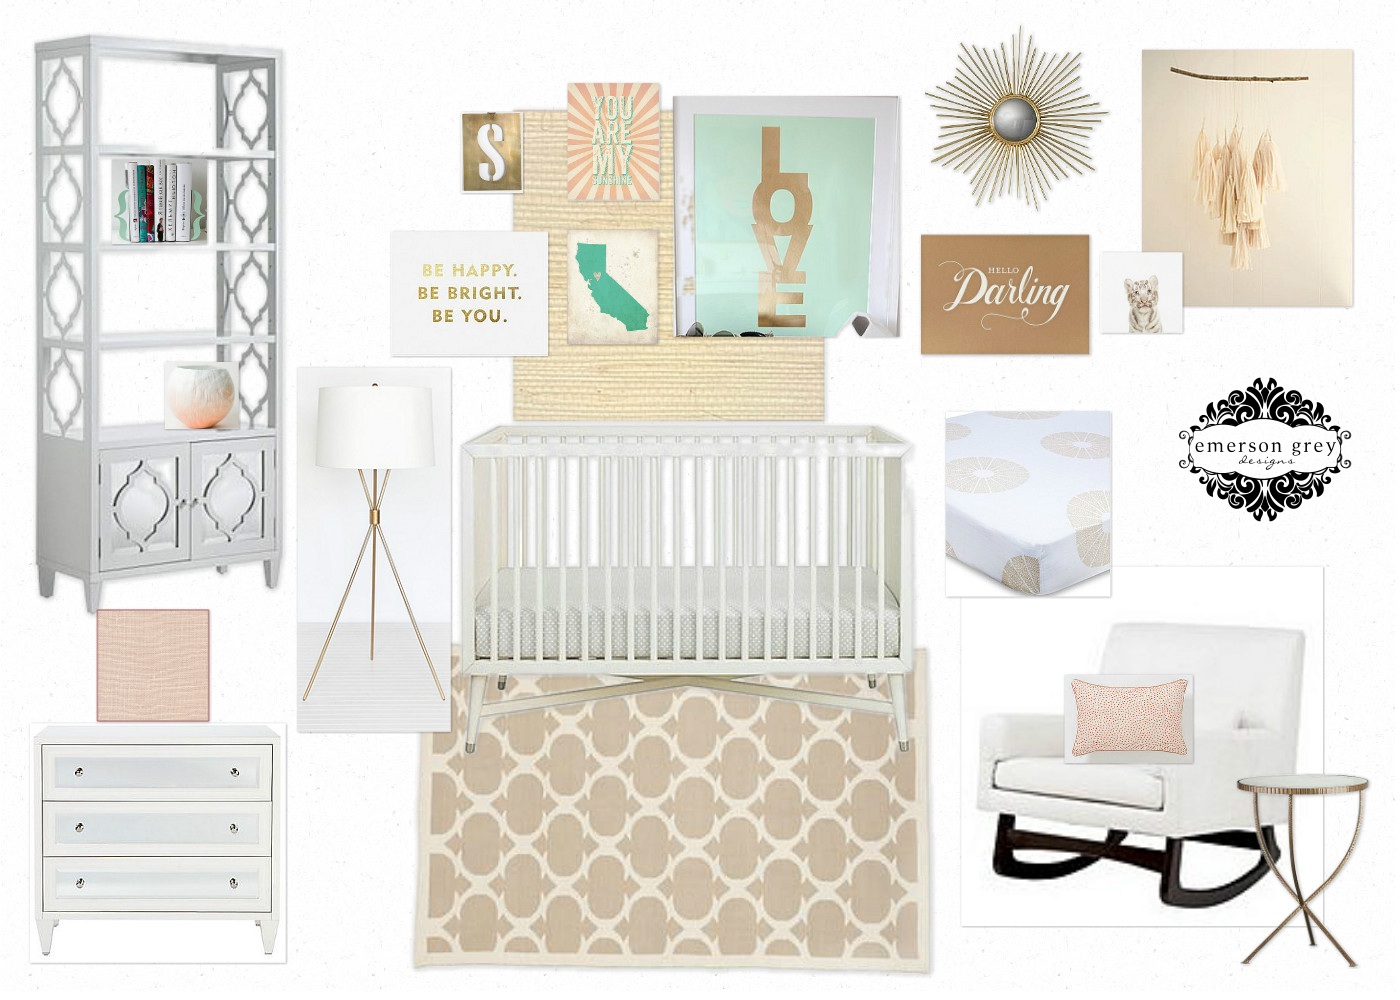 S
YOU
ARE
MY
SUNSHINE
LOVE
BE HAPPY.
BE BRIGHT.
BE YOU.
HELLO
Darling
emerson grey
designs